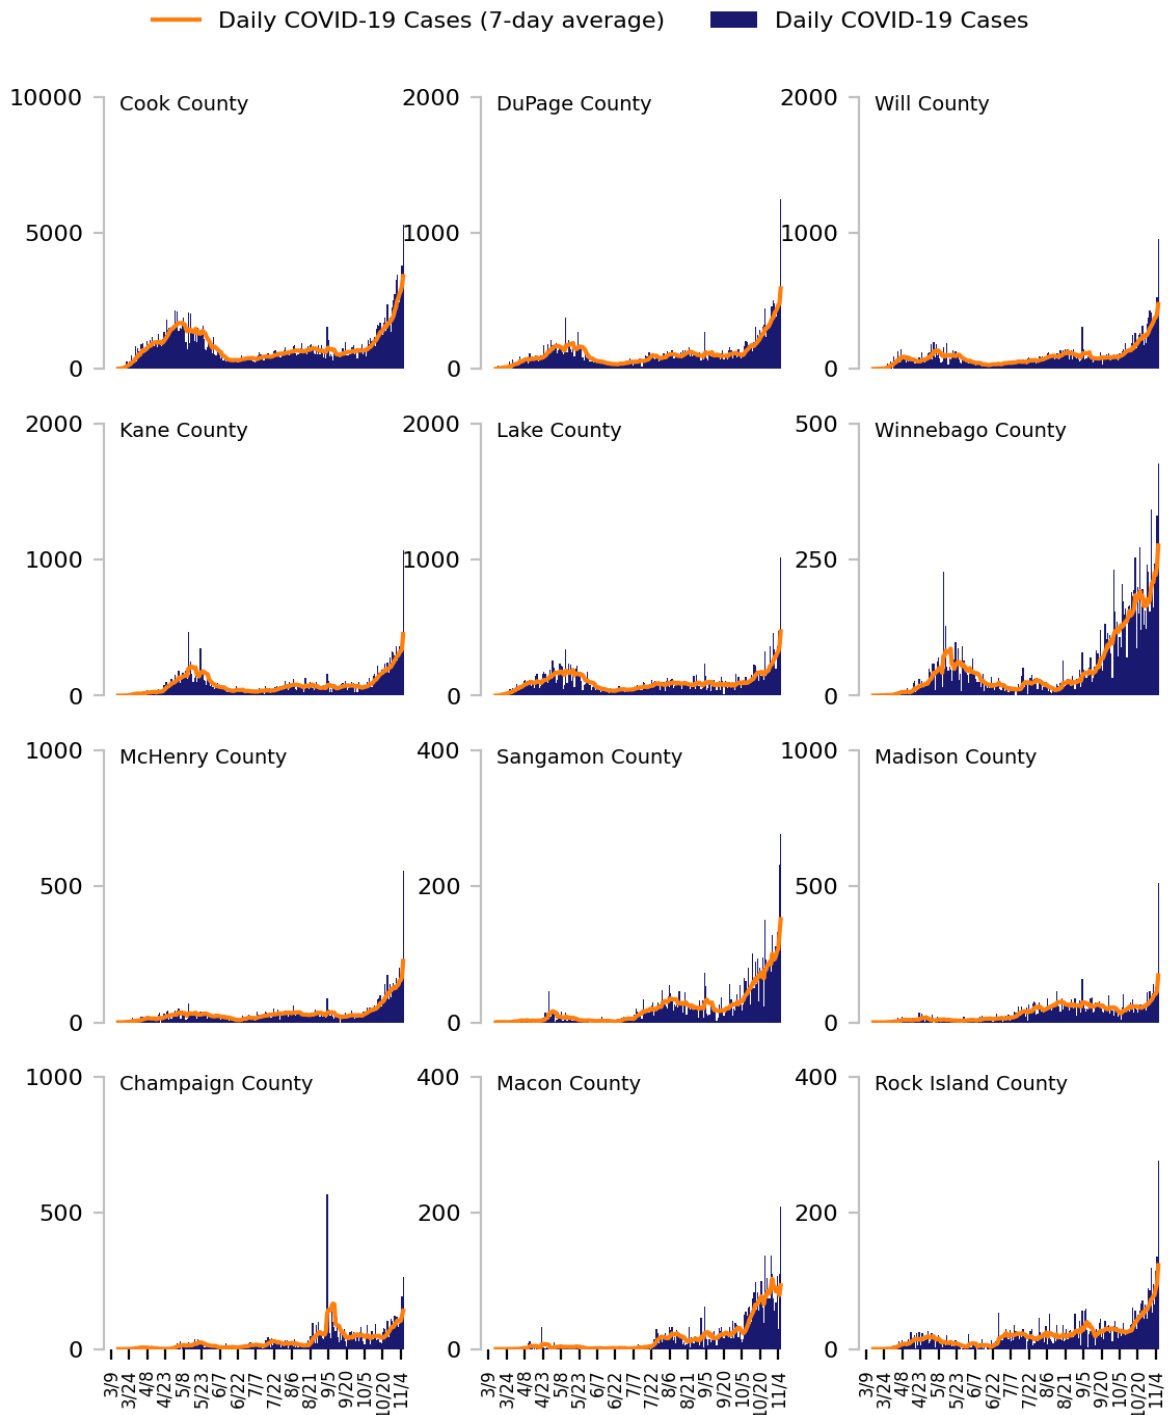 Daily COVID-19 Cases (7-day average) Daily COVID-19 Cases
10000 Cook County 2000 DuPage County 2000 Will County
5000 1000 1000
0 0 0
2000 Kane County 2000 Lake County 500 Winnebago County
1000 1000 250
0 0 0
1000 McHenry County 400 Sangamon County 1000 Madison County
500 200 500
0 0 0
1000 Champaign County 400 Macon County 400 Rock Island County
500 200 200
0 0 0
3/9 3/24 4/8 4/23 5/8 5/23 6/7 6/22 7/7 7/22 8/6 8/21 9/5 9/20 10/5 10/20 11/4 3/9 3/24 4/8 4/23 5/8 5/23 6/7 6/22 7/7 7/22 8/6 8/21 9/5 9/20 10/5 10/20 11/4 3/9 3/24 4/8 4/23 5/8 5/23 6/7 6/22 7/7 7/22 8/6 8/21 9/5 9/20 10/5 10/20 11/4